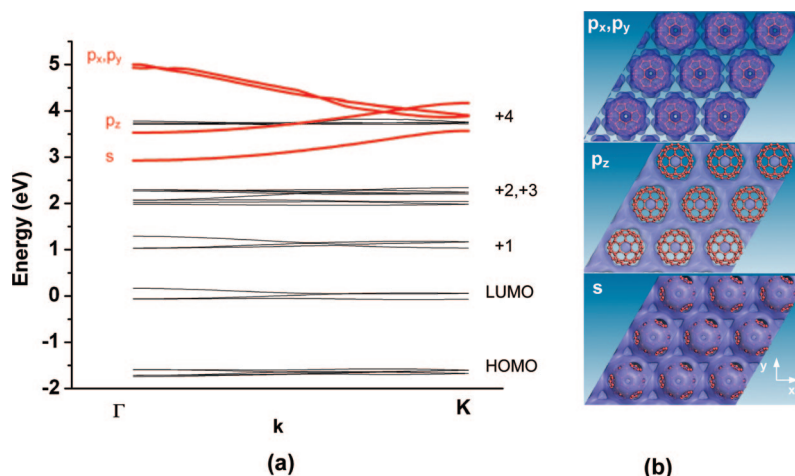 5
4
3
2
1
0
-1
-2
Energy (eV)
px,py
pz
s
+4
+2,+3
+1
LUMO
HOMO
Γ
k
K
(a)
px,py
pz
s
y
x
(b)